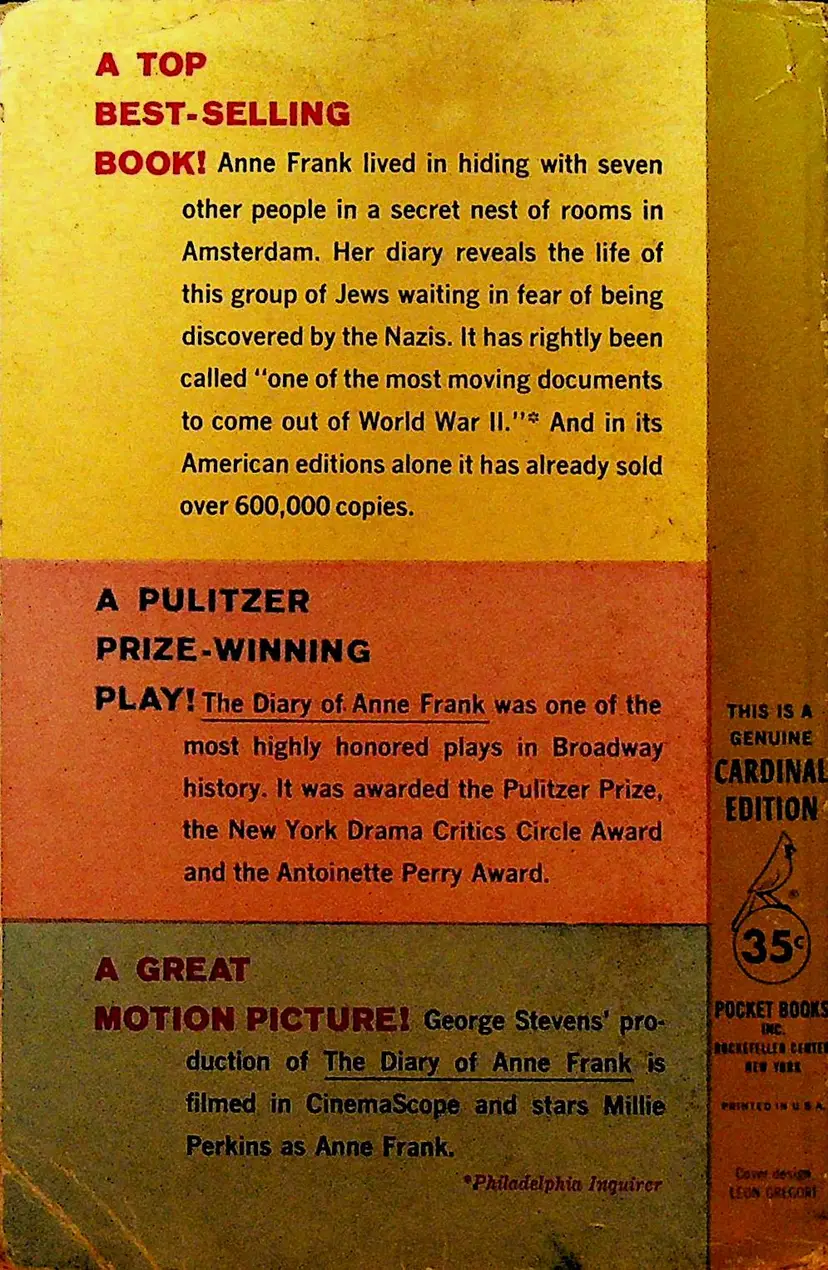 A TOP
BEST-SELLING
BOOK! Anne Frank lived in hiding with seven
other people in a secret nest of rooms in
Amsterdam. Her diary reveals the life of
this group of Jews waiting in fear of being
discovered by the Nazis. It has rightly been
called "one of the most moving documents
to come out of World War II."* And in its
American editions alone it has already sold
over 600,000 copies.
A PULITZER
PRIZE-WINNING
PLAY! The Diary of Anne Frank was one of the
most highly honored plays in Broadway
history. It was awarded the Pulitzer Prize,
the New York Drama Critics Circle Award
and the Antoinette Perry Award.
A GREAT
MOTION PICTURE! George Stevens' pro-
duction of The Diary of Anne Frank is
filmed in CinemaScope and stars Millie
Perkins as Anne Frank.
*Philadelphia Inquirer
THIS IS A
GENUINE
CARDINAL
EDITION
35c
POCKET BOOKS
INC.
ROCKEFELLER CENTER
NEW YORK
PRINTED IN U.S.A.
Cover design
LEON GREGORI